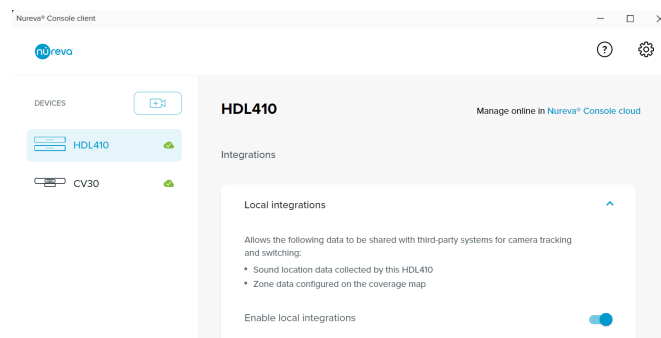 Nureva® Console client
nureva
DEVICES
HDL410
CV30
HDL410
Manage online in Nureva® Console cloud
Integrations
Local integrations
Allows the following data to be shared with third-party systems for camera tracking
and switching:
Sound location data collected by this HDL410
Zone data configured on the coverage map
Enable local integrations